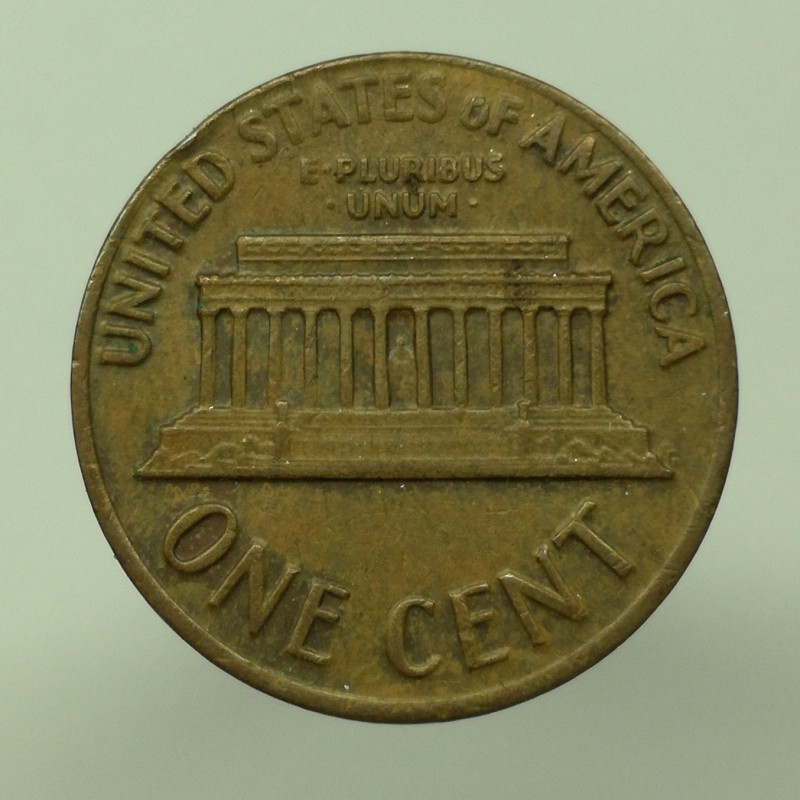 UNITED STATES OF AMERICA
E·PLURIBUS
·UNUM·
ONE CENT